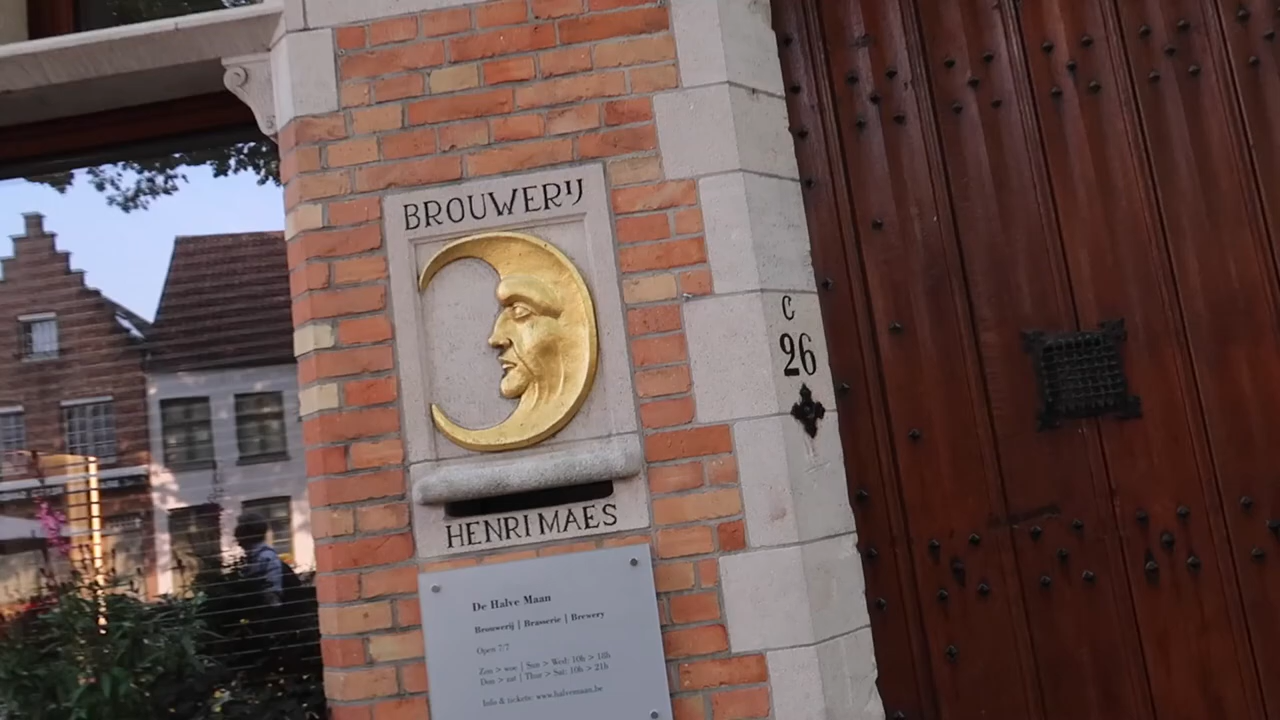 BROUWERIJ
HENRI MAES
C
26
De Halve Maan
Brouwerij | Brasserie | Brewery
Open 7/7
Zon > woe | Sun > Wed: 10h > 18h
Don > zat | Thur > Sat: 10h > 21h
Info & tickets: www.halvemaan.be